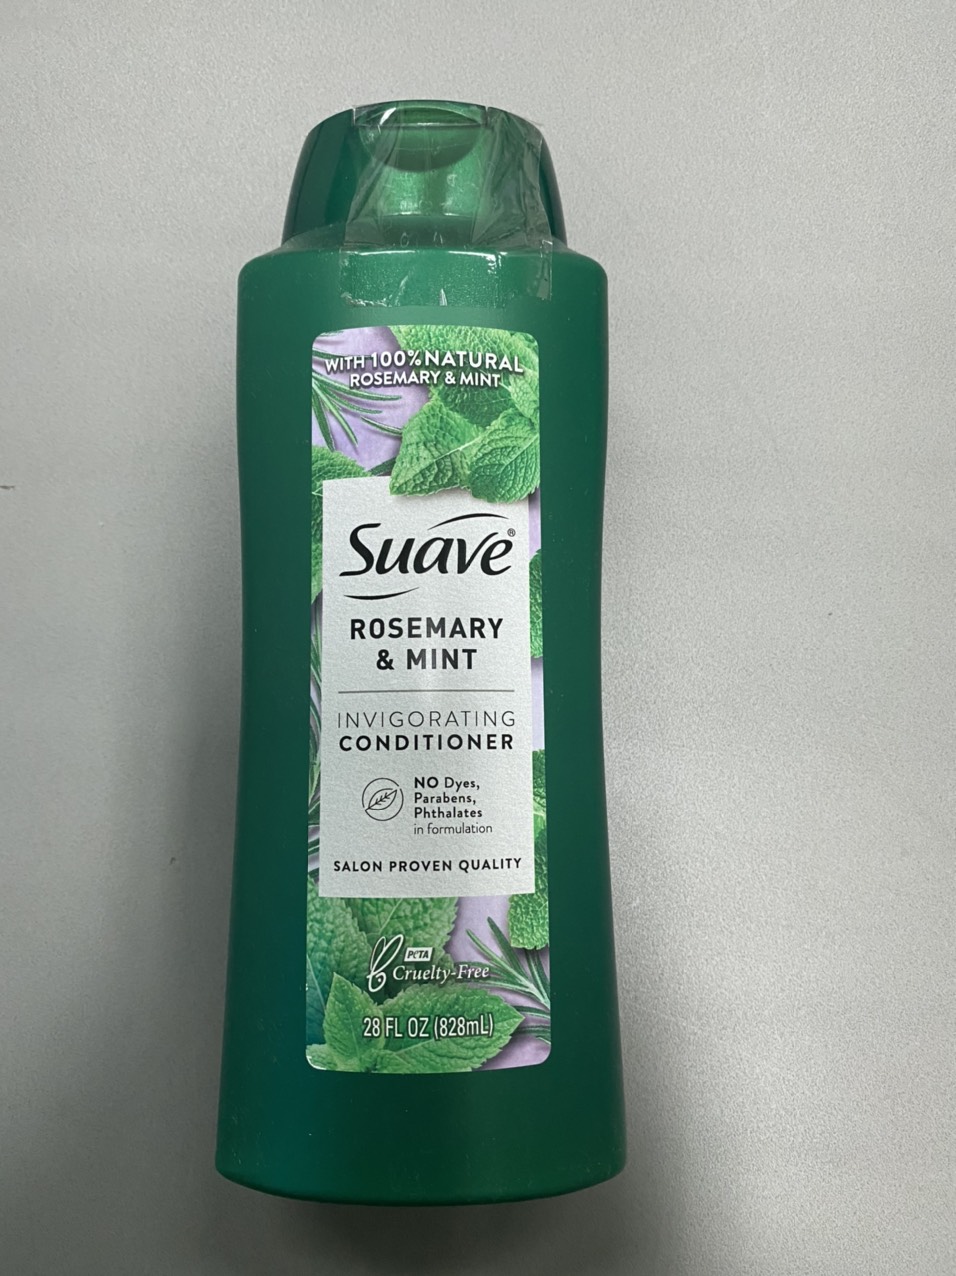 WITH 100% NATURAL
ROSEMARY & MINT
Suave®
ROSEMARY
& MINT
INVIGORATING
CONDITIONER
NO Dyes,
Parabens,
Phthalates
in formulation
SALON PROVEN QUALITY
PETA
Cruelty-Free
28 FL OZ (828mL)